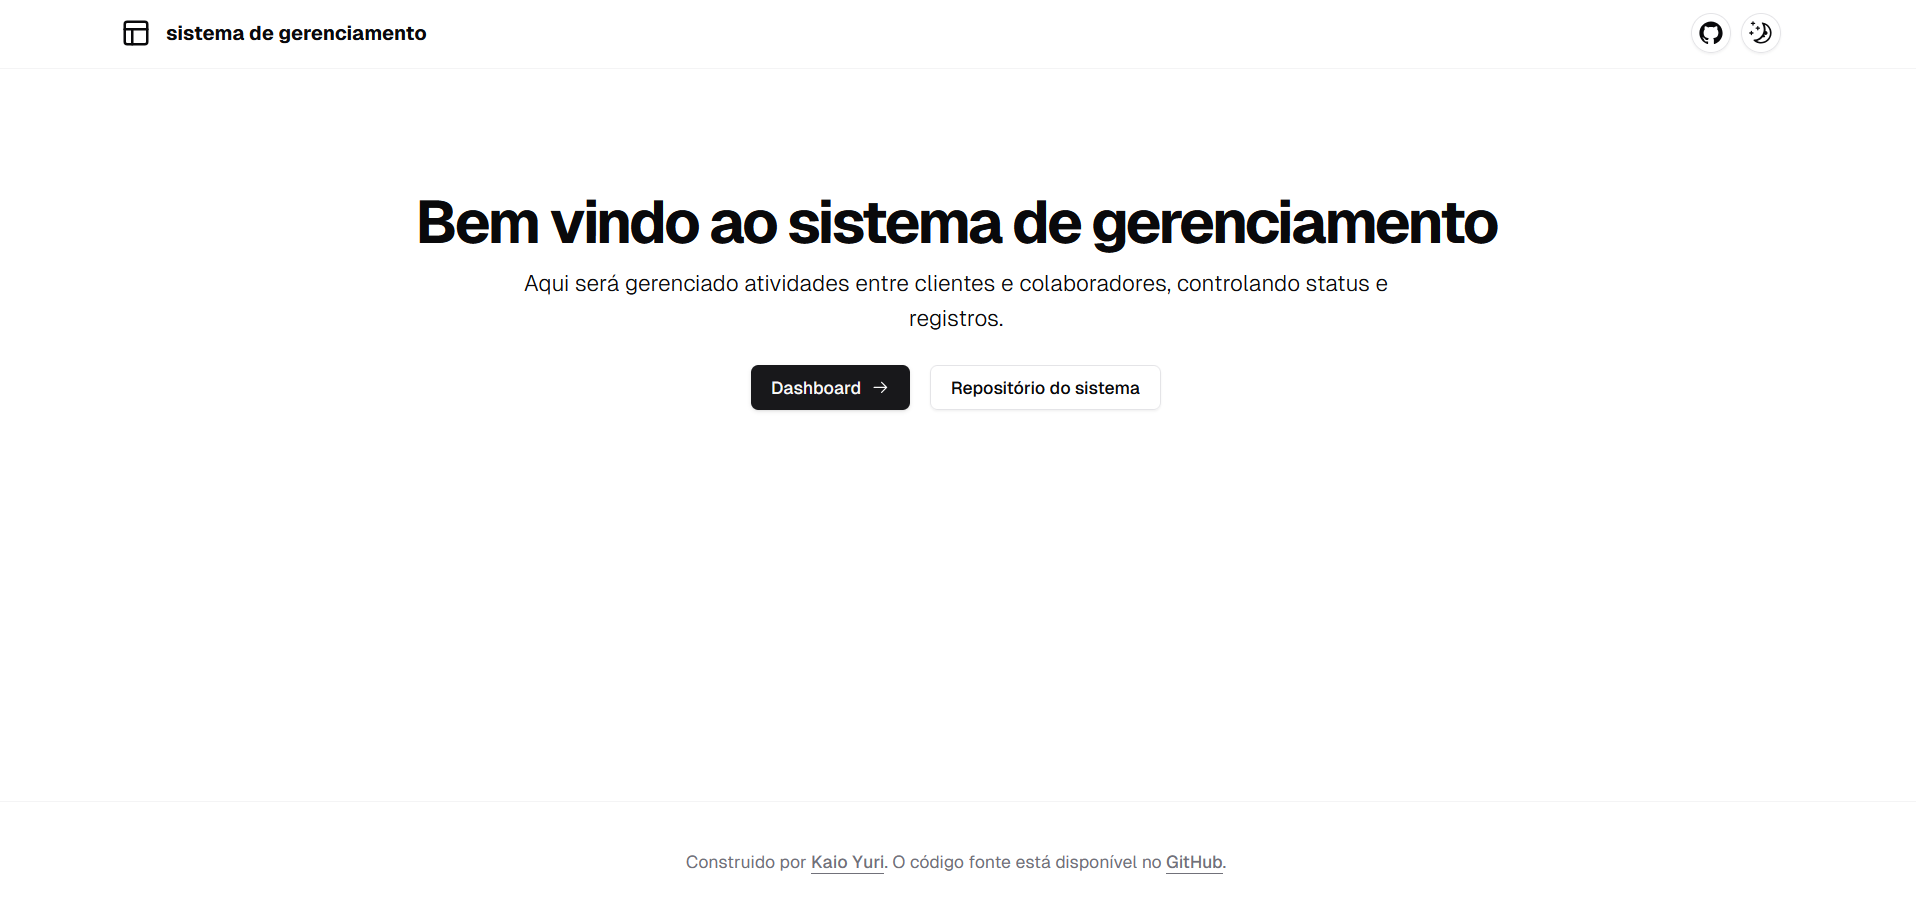 sistema de gerenciamento
Bem vindo ao sistema de gerenciamento
Aqui será gerenciado atividades entre clientes e colaboradores, controlando status e
registros.
Dashboard
Repositório do sistema
Construido por Kaio Yuri. O código fonte está disponível no GitHub.